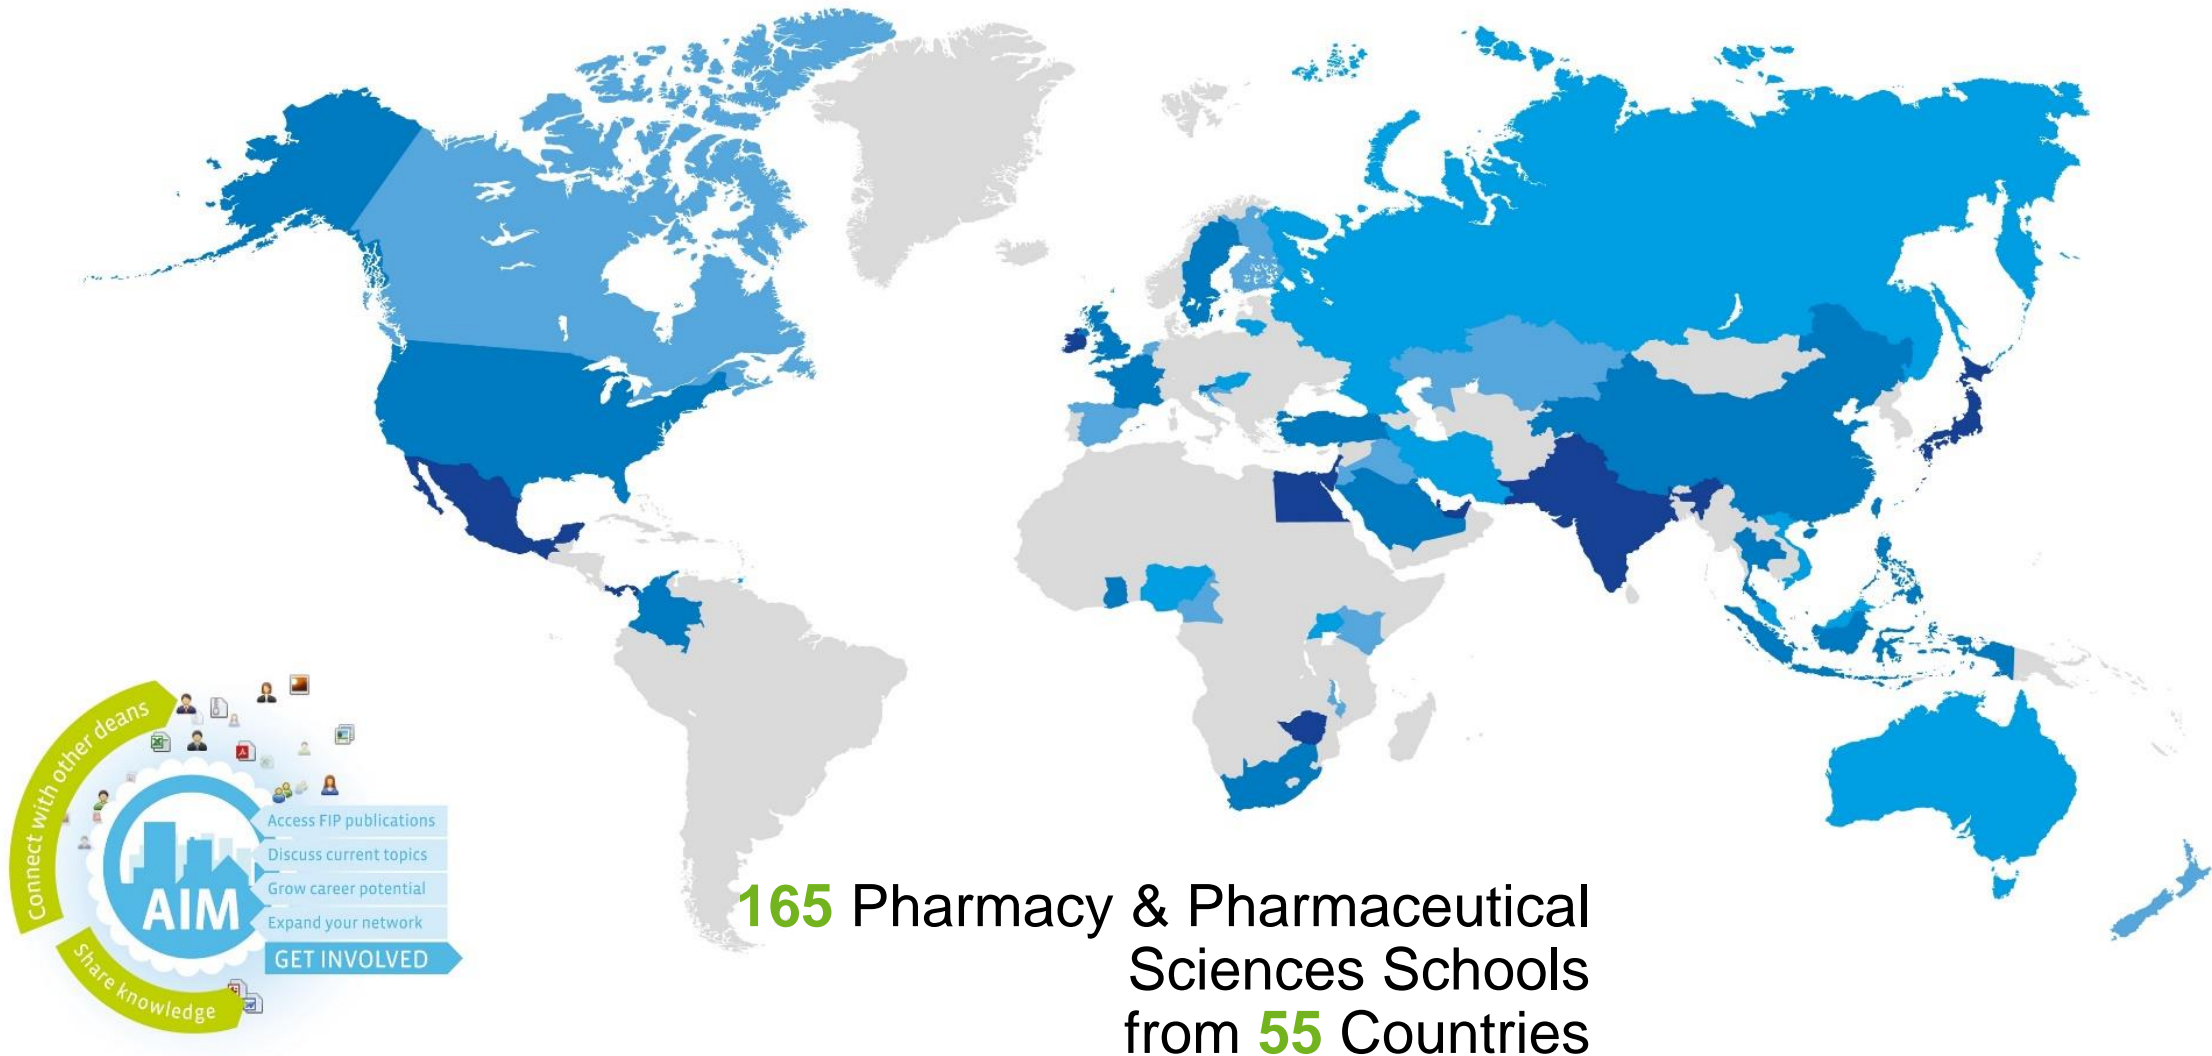 Connect with other deans
Access FIP publications
Discuss current topics
Grow career potential
Expand your network
GET INVOLVED
AIM
Share knowledge
165 Pharmacy & Pharmaceutical
Sciences Schools
from 55 Countries